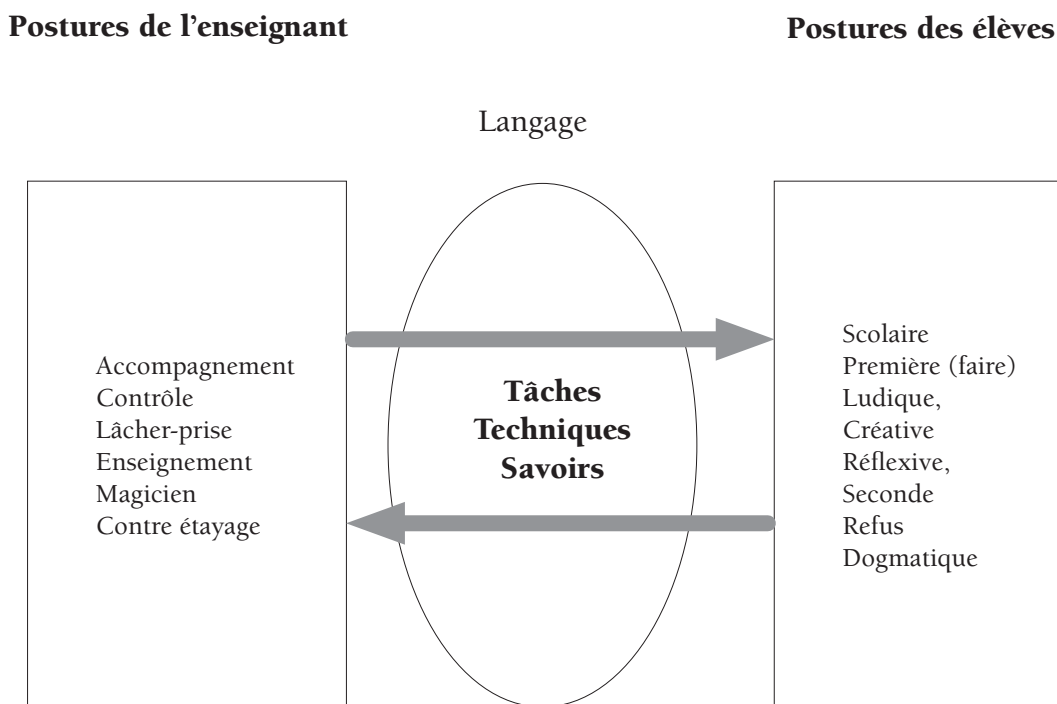 Postures de l'enseignant
Postures des élèves
Langage
Accompagnement
Contrôle
Lâcher-prise
Enseignement
Magicien
Contre étayage
Tâches
Techniques
Savoirs
Scolaire
Première (faire)
Ludique,
Créative
Réflexive,
Seconde
Refus
Dogmatique